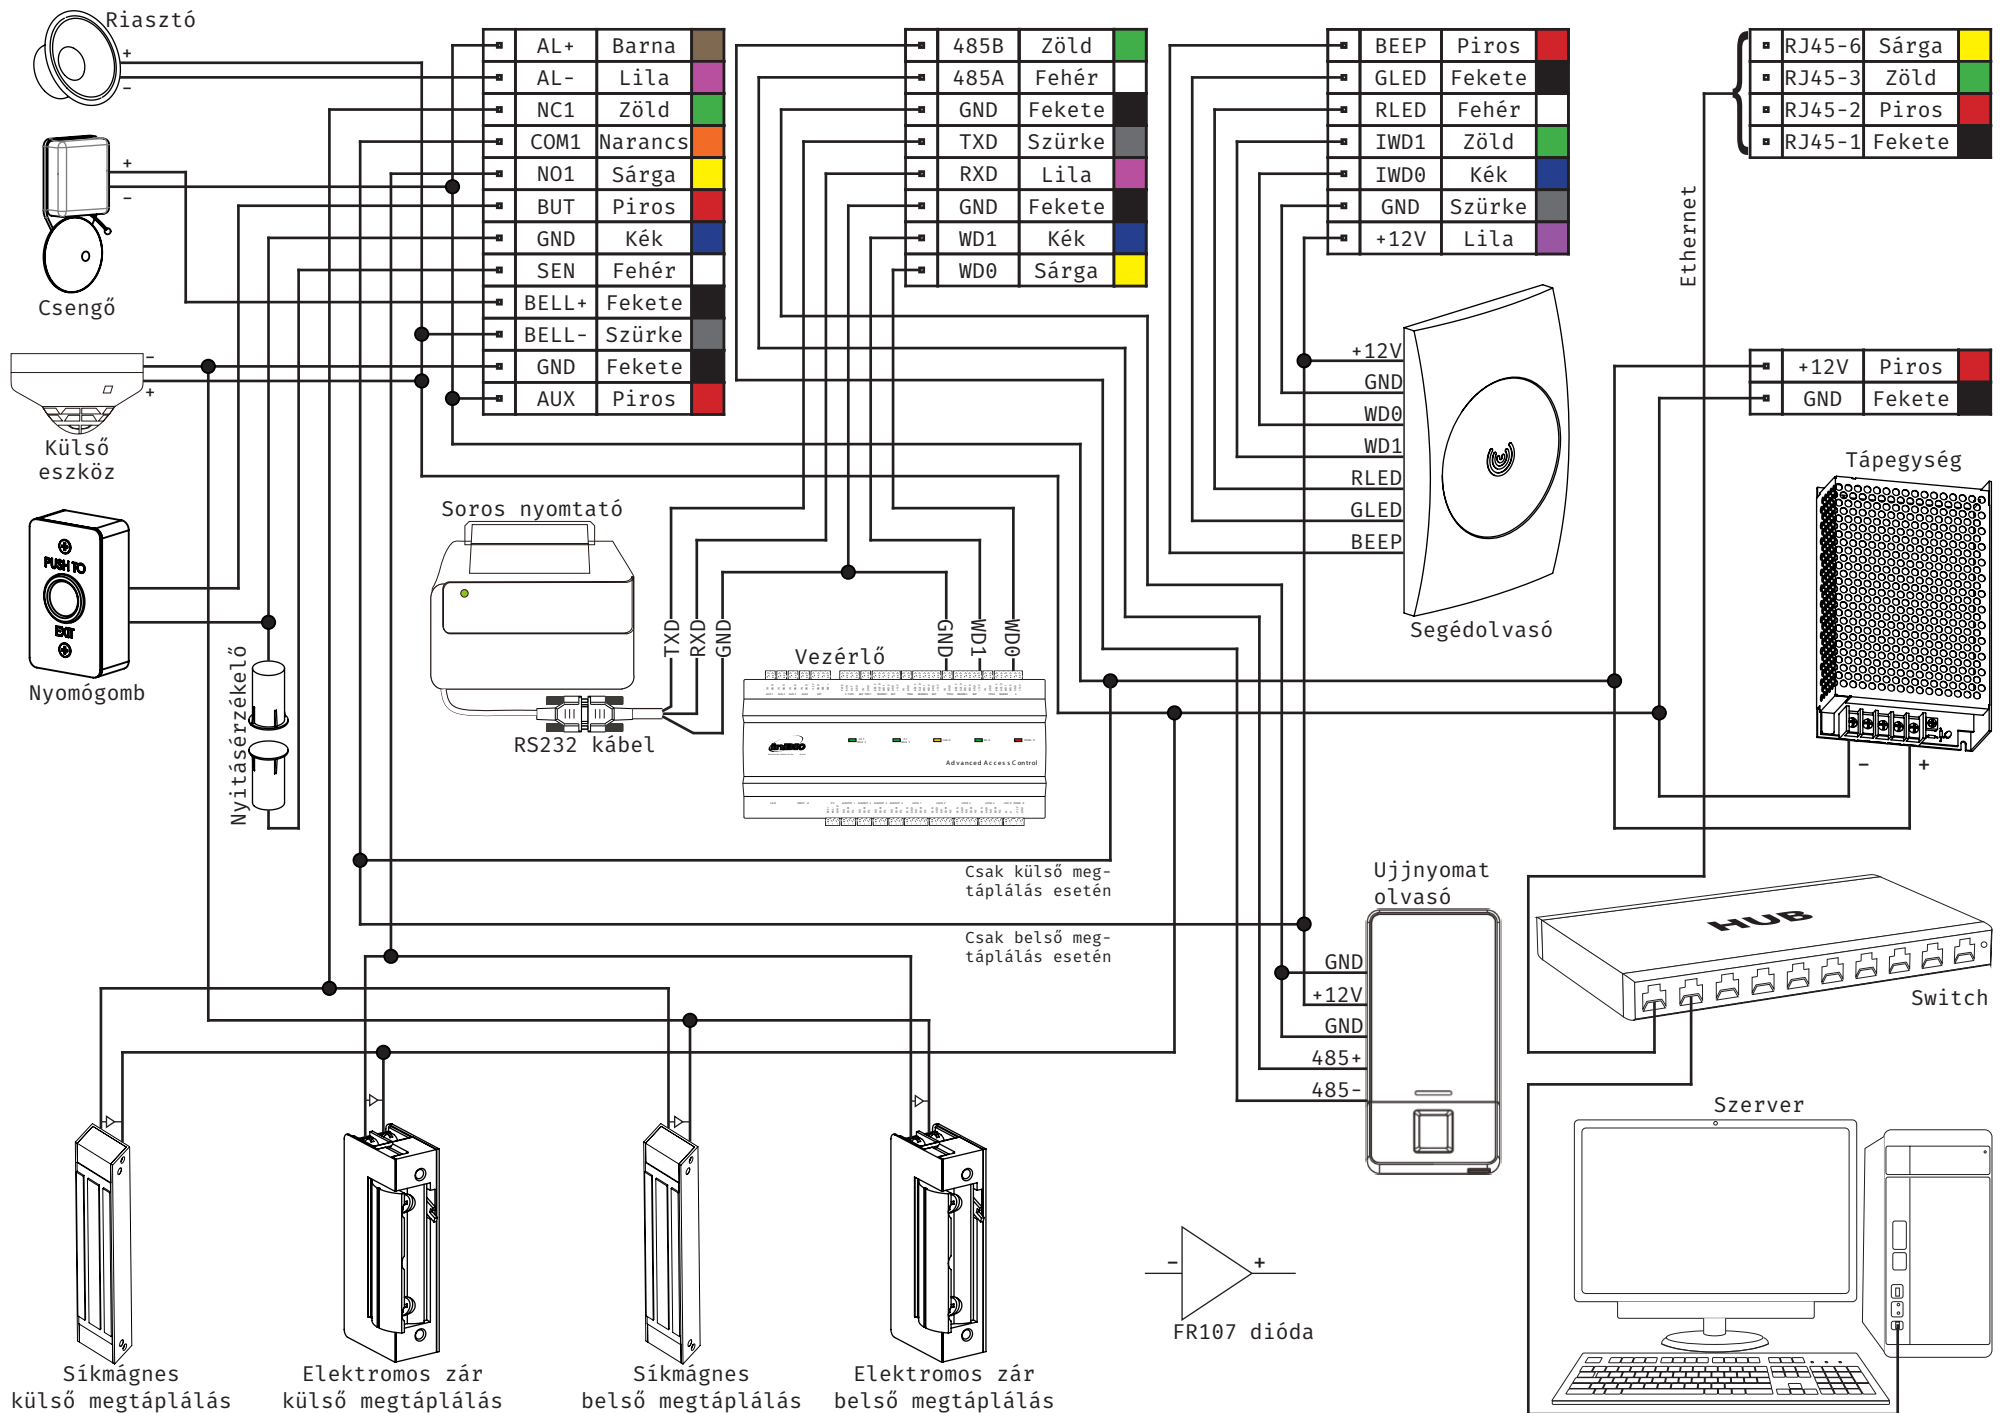 Riasztó
+
−
AL+ Barna
AL- Lila
NC1 Zöld
COM1 Narancs
NO1 Sárga
BUT Piros
GND Kék
SEN Fehér
BELL+ Fekete
BELL- Szürke
GND Fekete
AUX Piros
485B Zöld
485A Fehér
GND Fekete
TXD Szürke
RXD Lila
GND Fekete
WD1 Kék
WD0 Sárga
BEEP Piros
GLED Fekete
RLED Fehér
IWD1 Zöld
IWD0 Kék
GND Szürke
+12V Lila
RJ45-6 Sárga
RJ45-3 Zöld
RJ45-2 Piros
RJ45-1 Fekete
Ethernet
+12V Piros
GND Fekete
+
−
Csengő
−
+
Külső
eszköz
PUSH TO
EXIT
Nyomógomb
Nyitásérzékelő
Soros nyomtató
TXD
RXD
GND
RS232 kábel
GND
WD1
WD0
Vezérlő
Advanced Access Control
+12V
GND
WD0
WD1
RLED
GLED
BEEP
Segédolvasó
Tápegység
−
+
Csak külső meg-
táplálás esetén
Csak belső meg-
táplálás esetén
Ujjnyomat
olvasó
GND
+12V
GND
485+
485-
HUB
Switch
Szerver
−
+
FR107 dióda
Síkmágnes
külső megtáplálás
Elektromos zár
külső megtáplálás
Síkmágnes
belső megtáplálás
Elektromos zár
belső megtáplálás